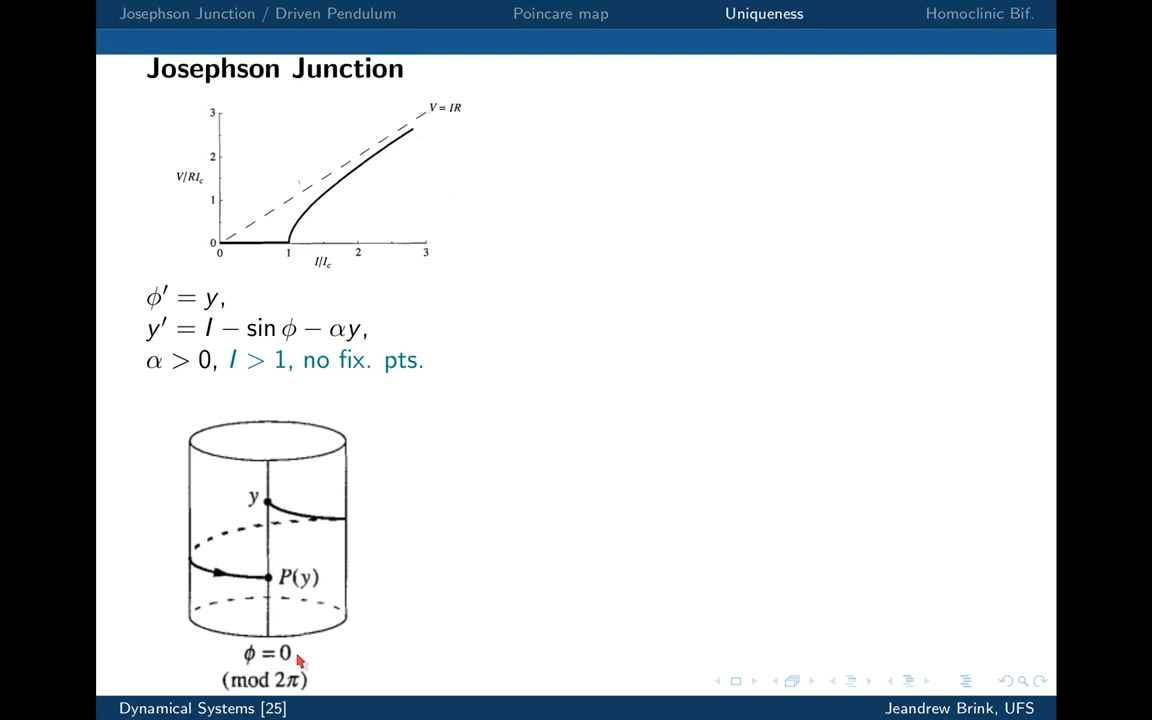 Josephson Junction / Driven Pendulum Poincare map Uniqueness Homoclinic Bif.
Josephson Junction
V = IR
3
2
V/RI_c
1
0
0 1 2 3
I/I_c
ϕ′ = y,
y′ = I − sin ϕ − αy,
α > 0, I > 1, no fix. pts.
y
P(y)
ϕ = 0
(mod 2π)
Dynamical Systems [25] Jeandrew Brink, UFS